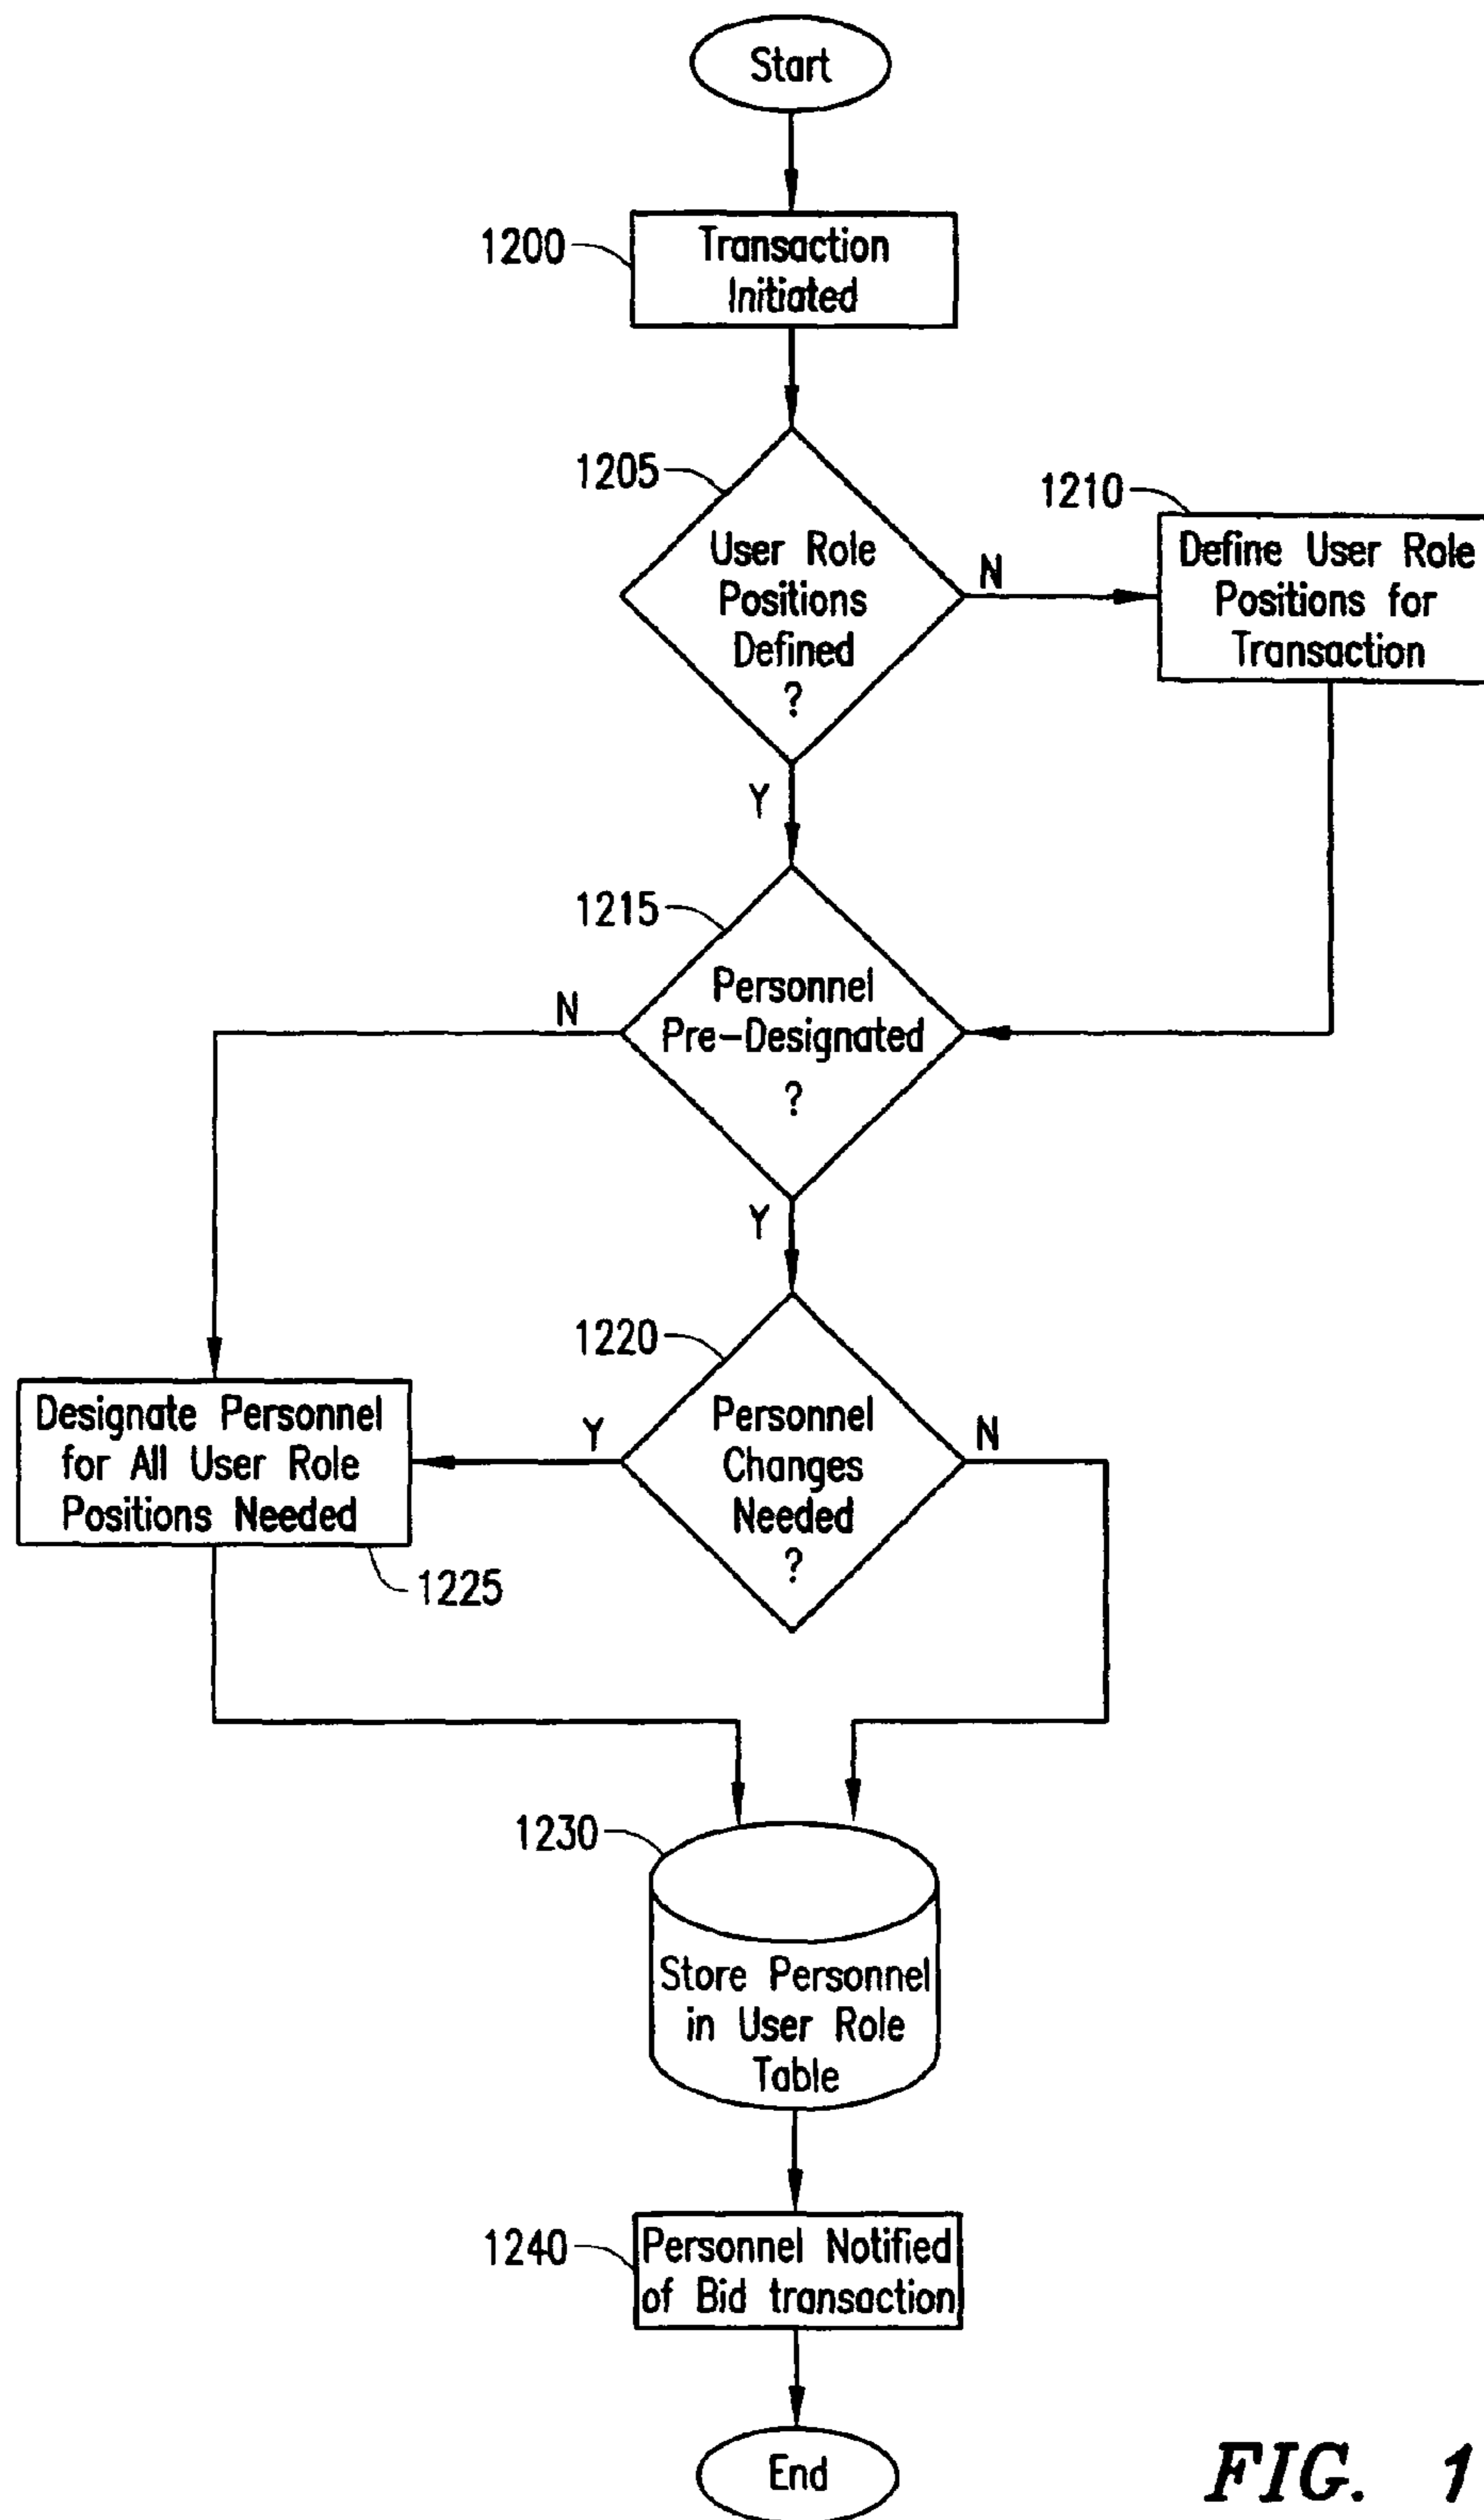 Start
1200
Transaction
Initiated
1205
User Role
Positions
Defined
?
N
1210
Define User Role
Positions for
Transaction
Y
1215
Personnel
Pre-Designated
?
N
Y
1220
Personnel
Changes
Needed
?
Y
N
Designate Personnel
for All User Role
Positions Needed
1225
1230
Store Personnel
in User Role
Table
1240
Personnel Notified
of Bid transaction
End
FIG. 1